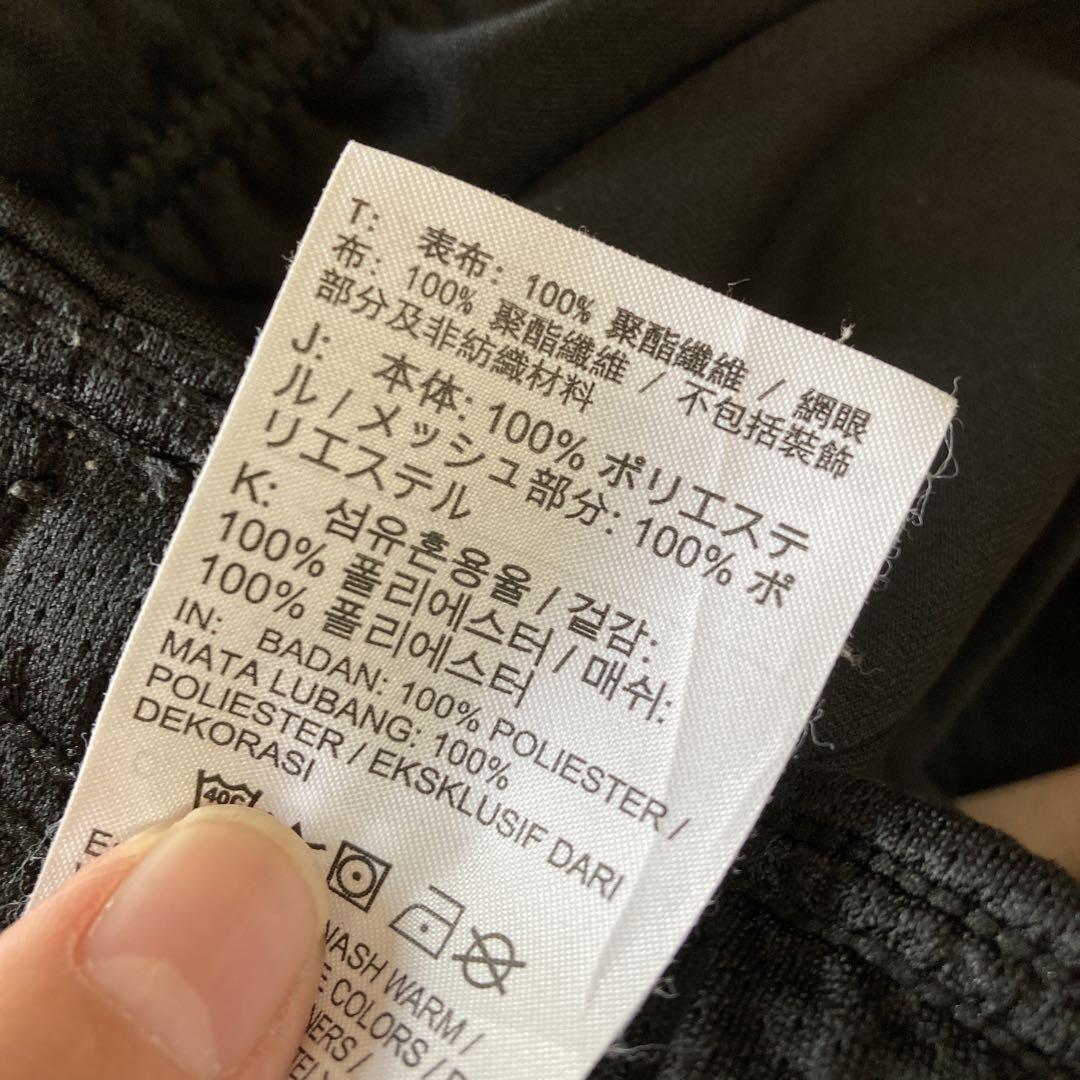 T: 表布: 100% 聚酯纖維 / 網眼
布: 100% 聚酯纖維 / 不包括裝飾
部分及非紡織材料
J: 本体: 100% ポリエステ
ル / メッシュ部分: 100% ポ
リエステル
K: 섬유혼용율 / 겉감:
100% 폴리에스터 / 매쉬:
100% 폴리에스터
IN: BADAN: 100% POLIESTER /
MATA LUBANG: 100%
POLIESTER / EKSKLUSIF DARI
DEKORASI
40C
WASH WARM /
COLORS /